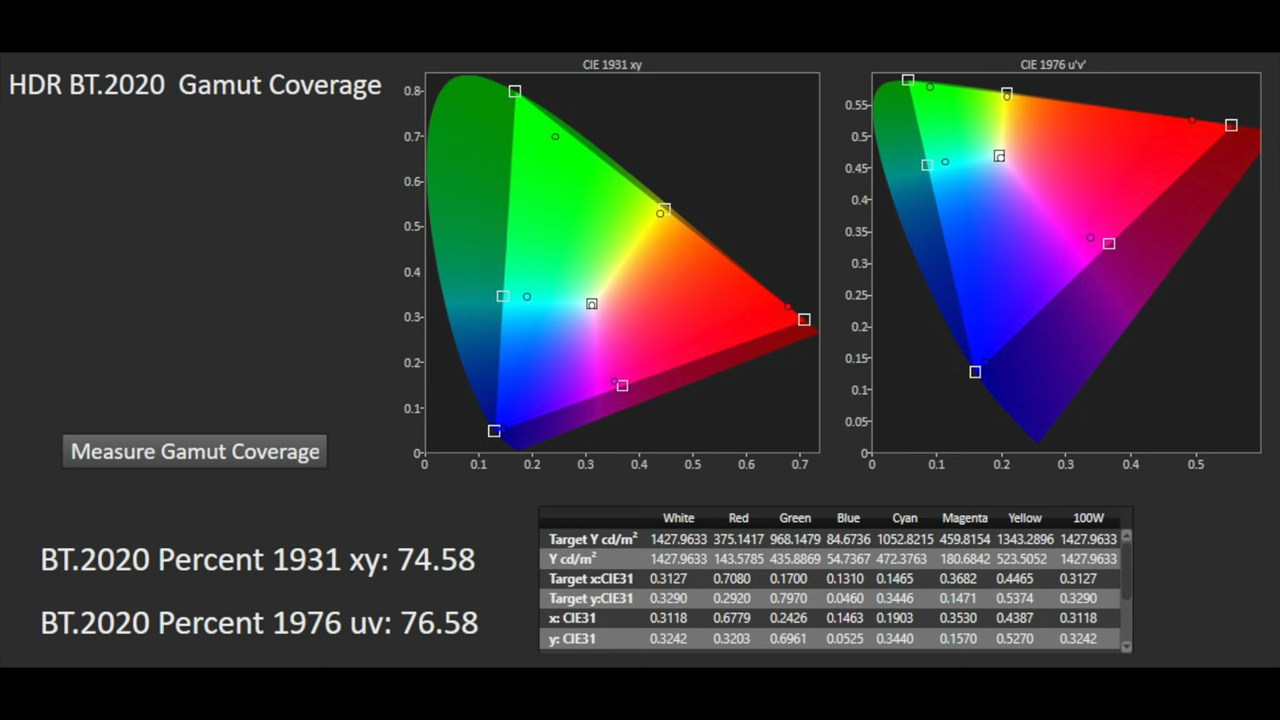 HDR BT.2020 Gamut Coverage
CIE 1931 xy
0.8
0.7
0.6
0.5
0.4
0.3
0.2
0.1
0
0 0.1 0.2 0.3 0.4 0.5 0.6 0.7
CIE 1976 u'v'
0.55
0.5
0.45
0.4
0.35
0.3
0.25
0.2
0.15
0.1
0.05
0
0 0.1 0.2 0.3 0.4 0.5
Measure Gamut Coverage
BT.2020 Percent 1931 xy: 74.58
BT.2020 Percent 1976 uv: 76.58
White Red Green Blue Cyan Magenta Yellow 100W
Target Y cd/m² 1427.9633 375.1417 968.1479 84.6736 1052.8215 459.8154 1343.2896 1427.9633
Y cd/m² 1427.9633 143.5785 435.8869 54.7367 472.3763 180.6842 523.5052 1427.9633
Target x:CIE31 0.3127 0.7080 0.1700 0.1310 0.1465 0.3682 0.4465 0.3127
Target y:CIE31 0.3290 0.2920 0.7970 0.0460 0.3446 0.1471 0.5374 0.3290
x: CIE31 0.3118 0.6779 0.2426 0.1463 0.1903 0.3530 0.4387 0.3118
y: CIE31 0.3242 0.3203 0.6961 0.0525 0.3440 0.1570 0.5270 0.3242